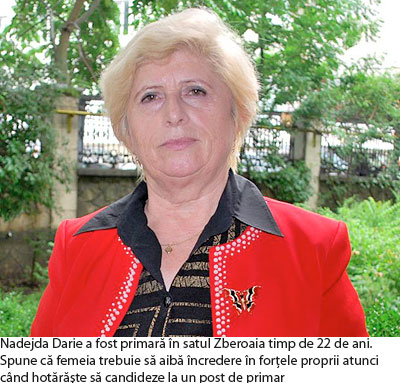 Nadejda Darie a fost primară în satul Zberoaia timp de 22 de ani.
Spune că femeia trebuie să aibă încredere în forțele proprii atunci
când hotărăște să candideze la un post de primar